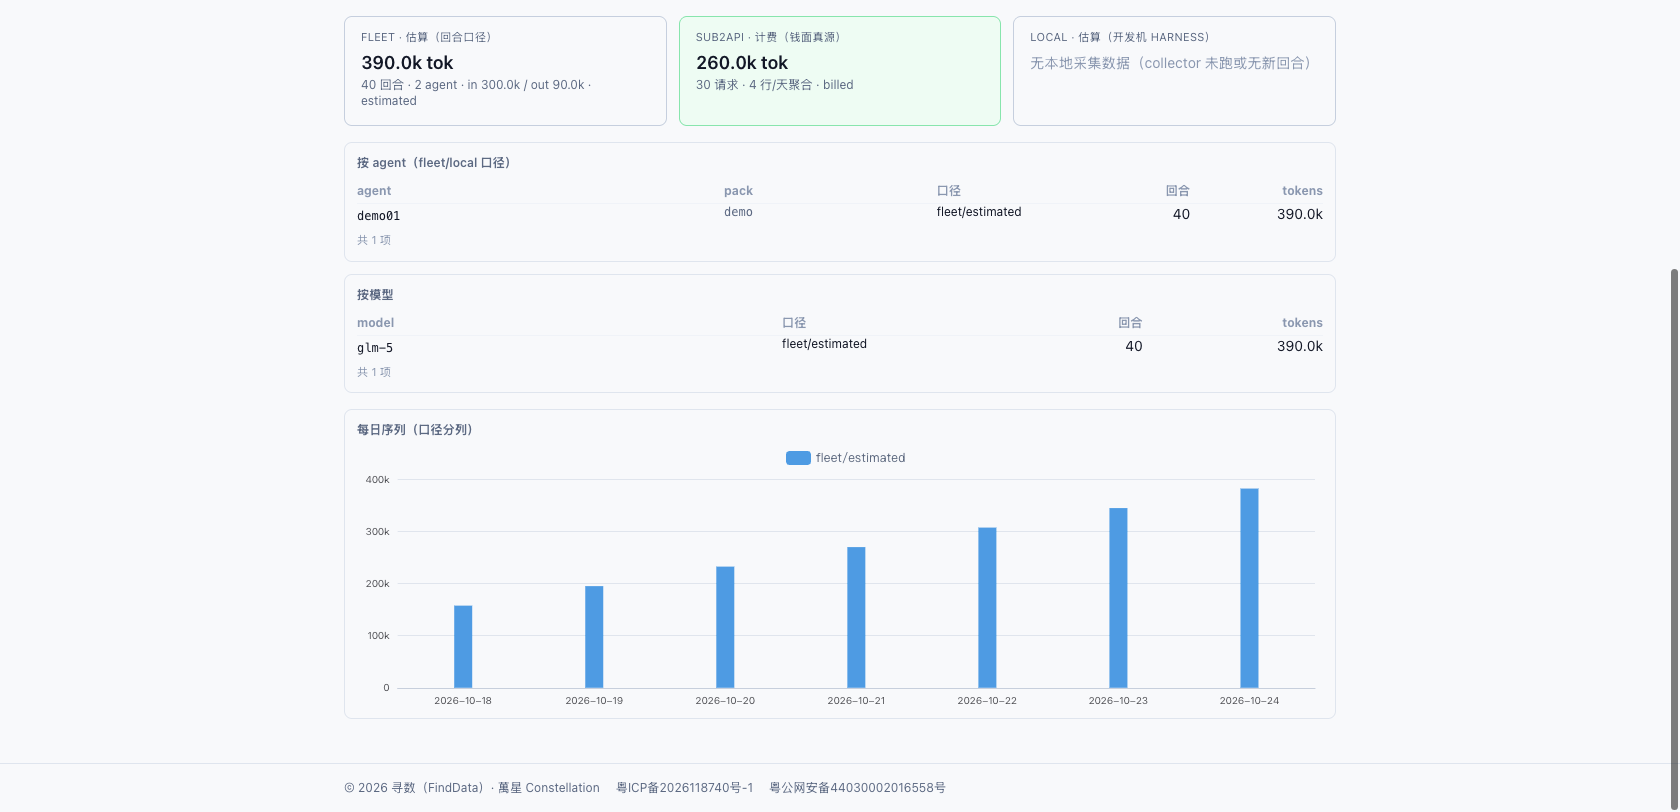 FLEET · 估算（回合口径）
390.0k tok
40 回合 · 2 agent · in 300.0k / out 90.0k ·
estimated
SUB2API · 计费（钱面真源）
260.0k tok
30 请求 · 4 行/天聚合 · billed
LOCAL · 估算（开发机 HARNESS）
无本地采集数据（collector 未跑或无新回合）
按 agent（fleet/local 口径）
agent pack 口径 回合 tokens
demo01 demo fleet/estimated 40 390.0k
共 1 项
按模型
model 口径 回合 tokens
glm-5 fleet/estimated 40 390.0k
共 1 项
每日序列（口径分列）
fleet/estimated
400k
300k
200k
100k
0
2026-10-18 2026-10-19 2026-10-20 2026-10-21 2026-10-22 2026-10-23 2026-10-24
© 2026 寻数（FindData）· 萬星 Constellation 粤ICP备2026118740号-1 粤公网安备44030002016558号